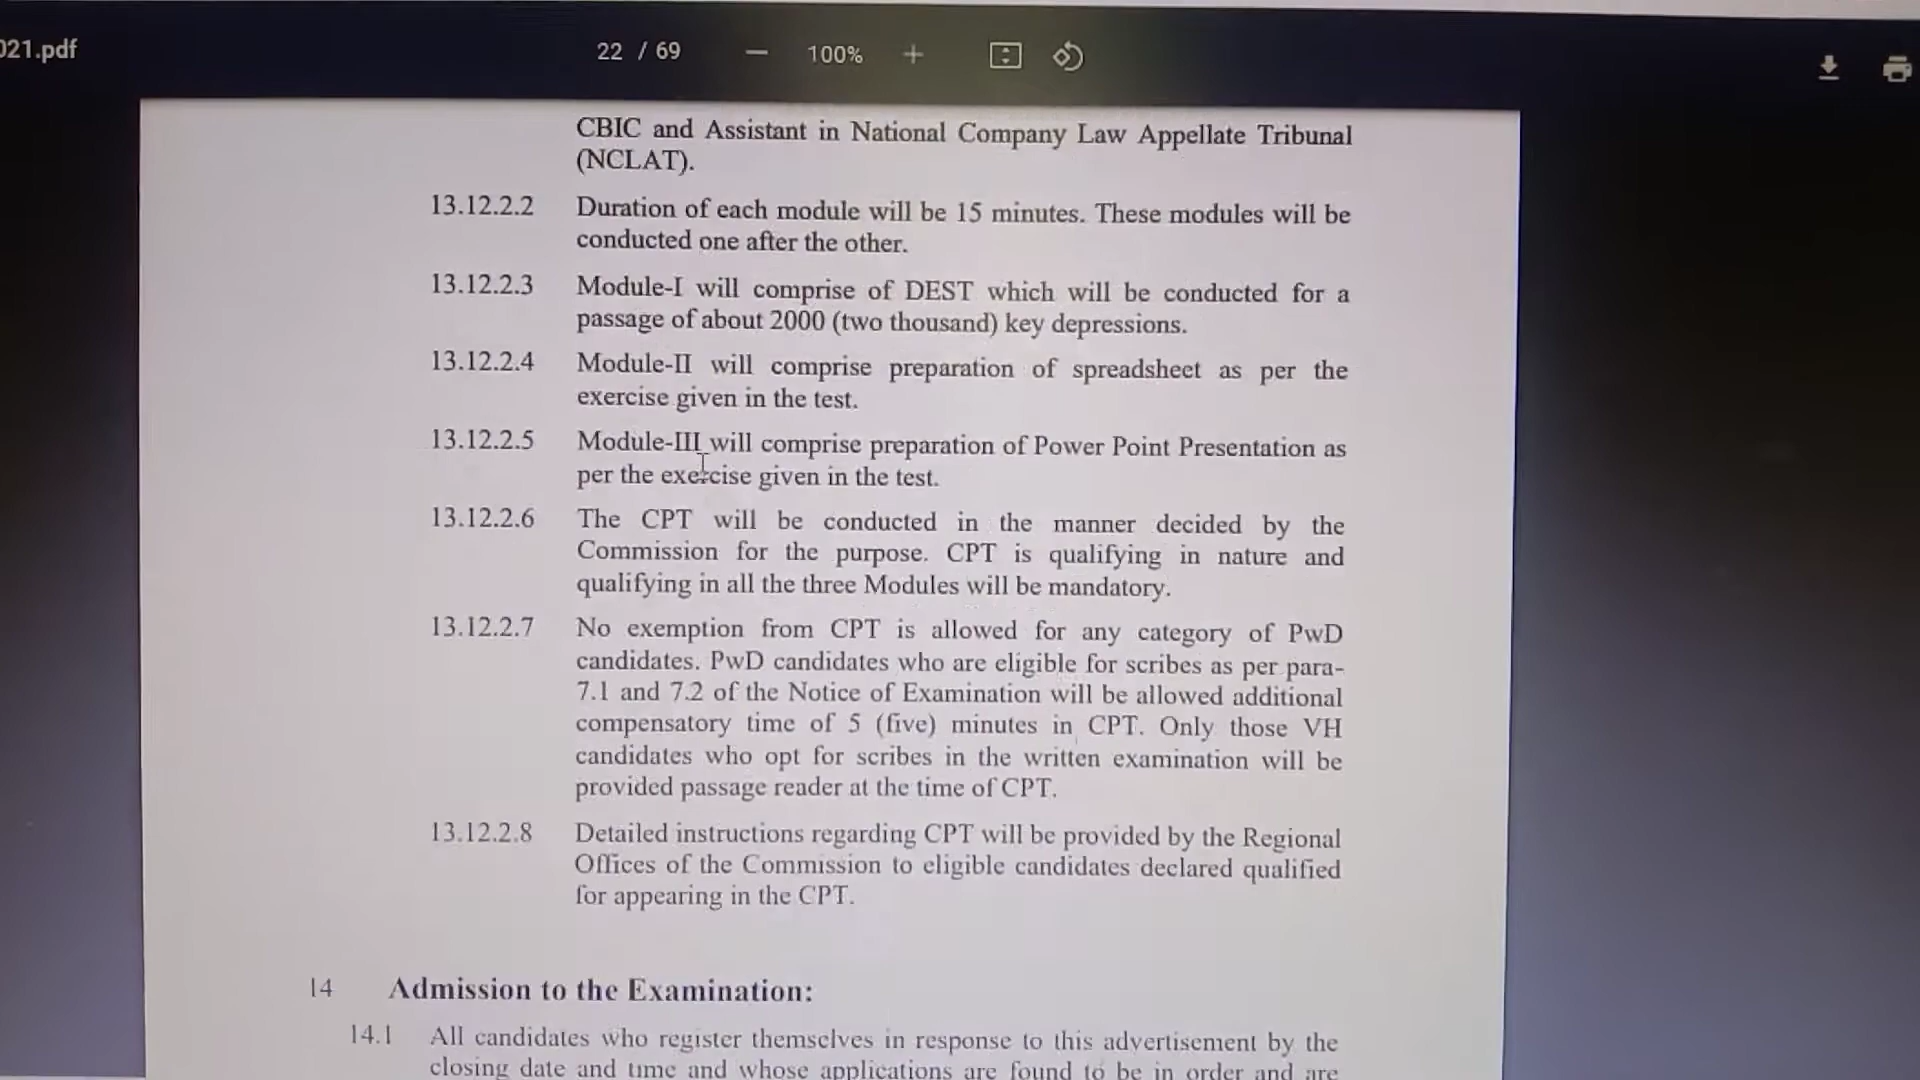 021.pdf
22 / 69
100%
CBIC and Assistant in National Company Law Appellate Tribunal
(NCLAT).
13.12.2.2 Duration of each module will be 15 minutes. These modules will be
conducted one after the other.
13.12.2.3 Module-I will comprise of DEST which will be conducted for a
passage of about 2000 (two thousand) key depressions.
13.12.2.4 Module-II will comprise preparation of spreadsheet as per the
exercise given in the test.
13.12.2.5 Module-III will comprise preparation of Power Point Presentation as
per the exercise given in the test.
13.12.2.6 The CPT will be conducted in the manner decided by the
Commission for the purpose. CPT is qualifying in nature and
qualifying in all the three Modules will be mandatory.
13.12.2.7 No exemption from CPT is allowed for any category of PwD
candidates. PwD candidates who are eligible for scribes as per para-
7.1 and 7.2 of the Notice of Examination will be allowed additional
compensatory time of 5 (five) minutes in CPT. Only those VH
candidates who opt for scribes in the written examination will be
provided passage reader at the time of CPT.
13.12.2.8 Detailed instructions regarding CPT will be provided by the Regional
Offices of the Commission to eligible candidates declared qualified
for appearing in the CPT.
14 Admission to the Examination:
14.1 All candidates who register themselves in response to this advertisement by the
closing date and time and whose applications are found to be in order and are